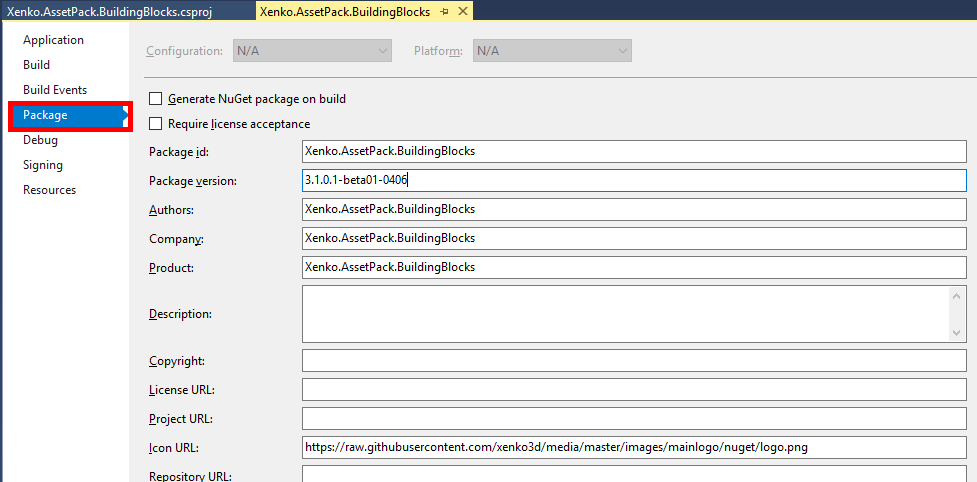 Xenko.AssetPack.BuildingBlocks.csproj
Xenko.AssetPack.BuildingBlocks
Application
Build
Build Events
Package
Debug
Signing
Resources
Configuration: N/A Platform: N/A
Generate NuGet package on build
Require license acceptance
Package id: Xenko.AssetPack.BuildingBlocks
Package version: 3.1.0.1-beta01-0406
Authors: Xenko.AssetPack.BuildingBlocks
Company: Xenko.AssetPack.BuildingBlocks
Product: Xenko.AssetPack.BuildingBlocks
Description:
Copyright:
License URL:
Project URL:
Icon URL: https://raw.githubusercontent.com/xenko3d/media/master/images/mainlogo/nuget/logo.png
Repository URL: